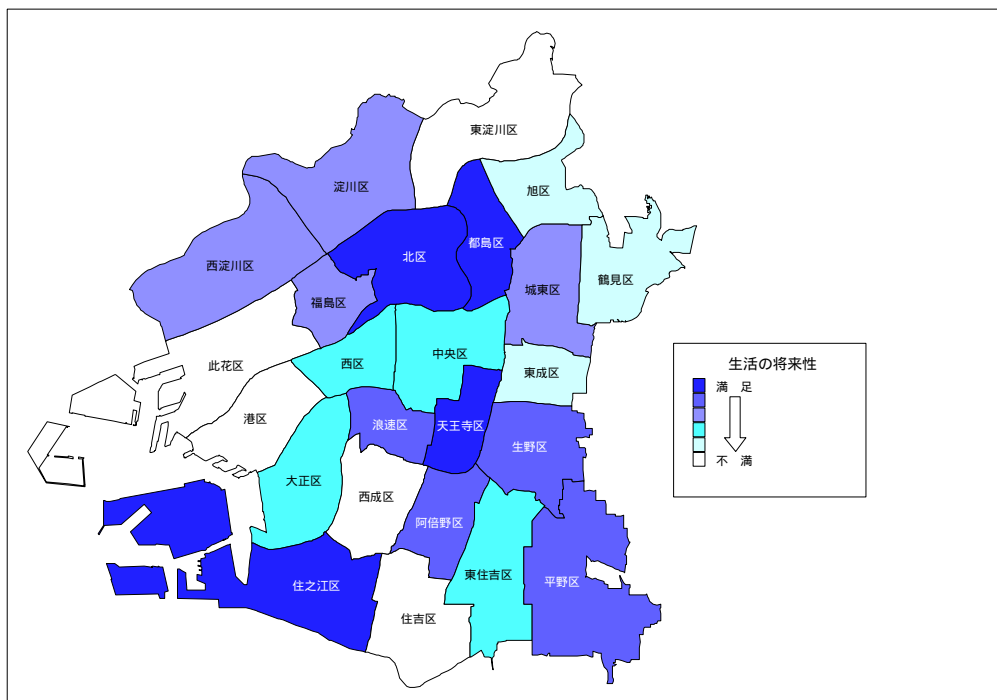 東淀川区
淀川区
旭区
都島区
北区
西淀川区
鶴見区
城東区
福島区
中央区
西区
此花区
東成区
生活の将来性
満 足
不 満
港区
浪速区
天王寺区
生野区
大正区
西成区
阿倍野区
東住吉区
平野区
住之江区
住吉区